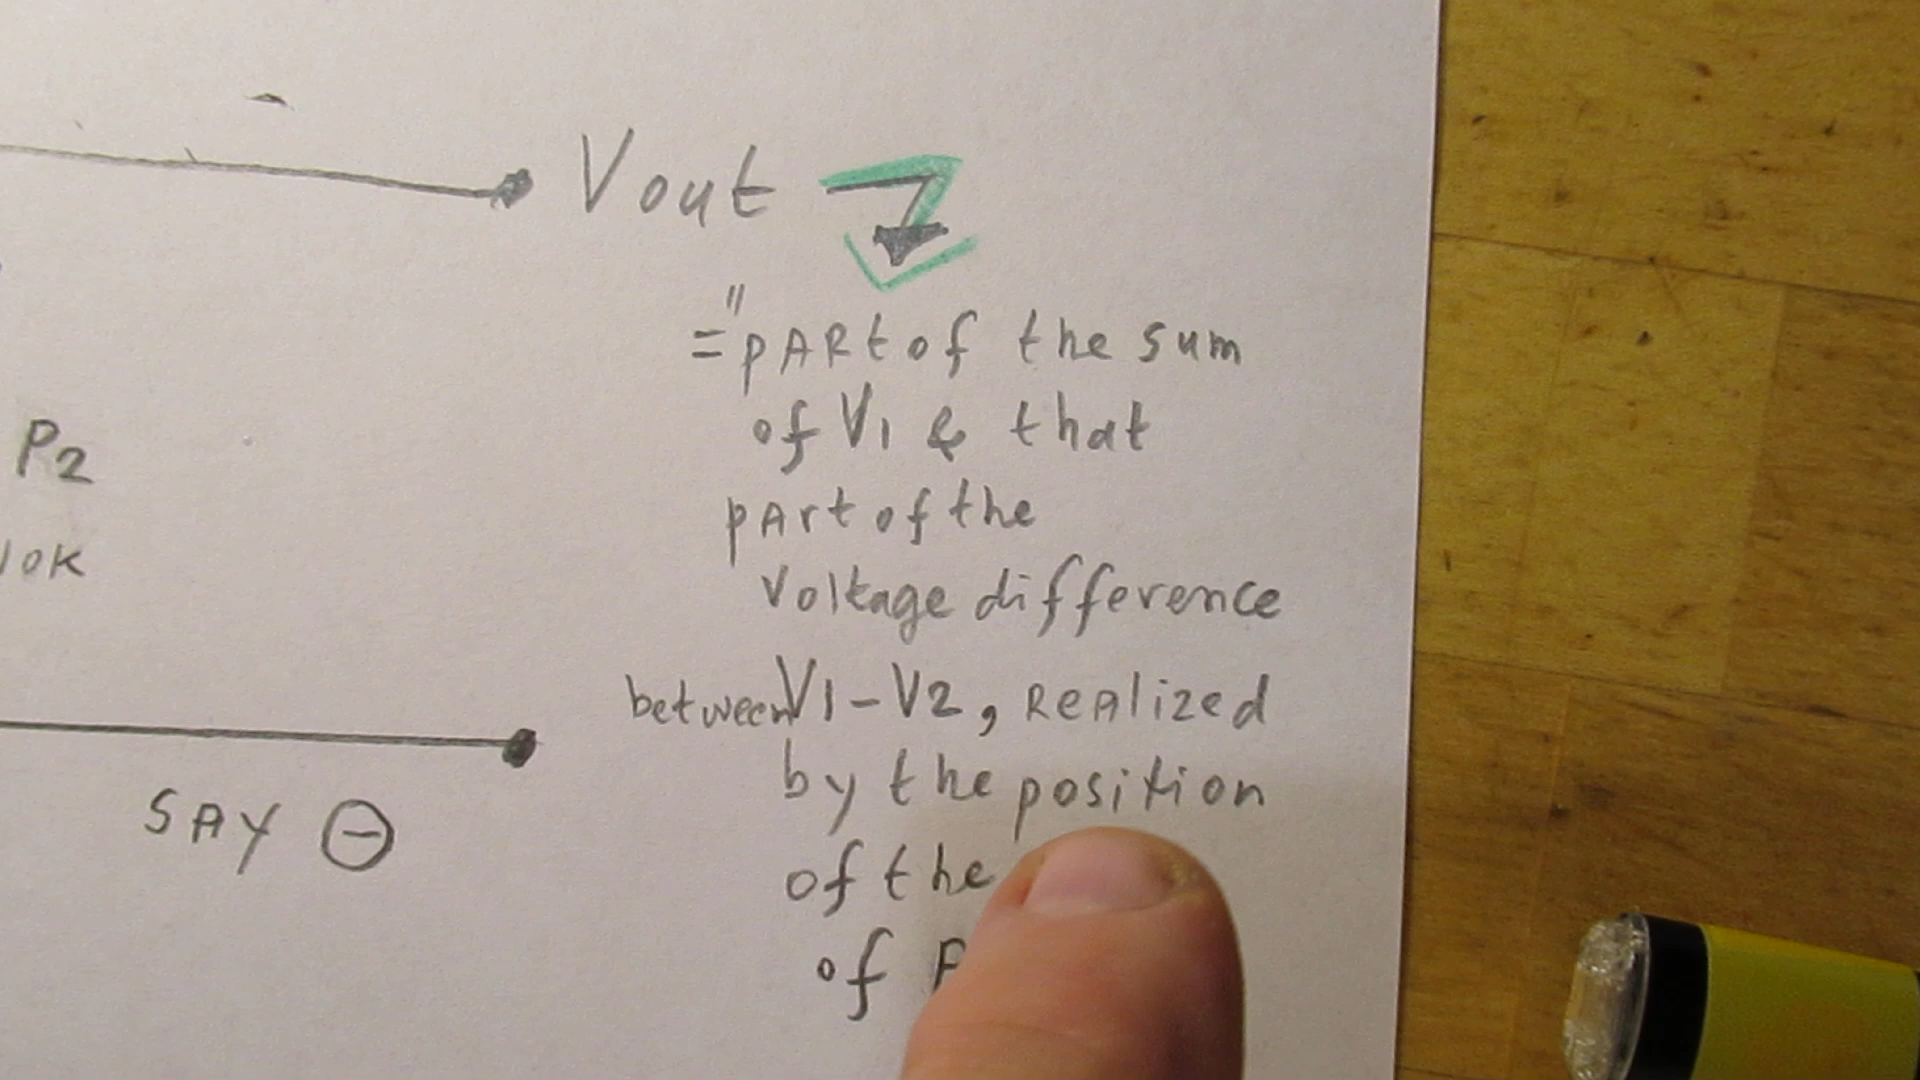 Vout
="PARt of the sum
of V1 & that
pArt of the
Voltage difference
between V1-V2, ReAlized
by the position
of the
of
P2
10K
SAY ⊖